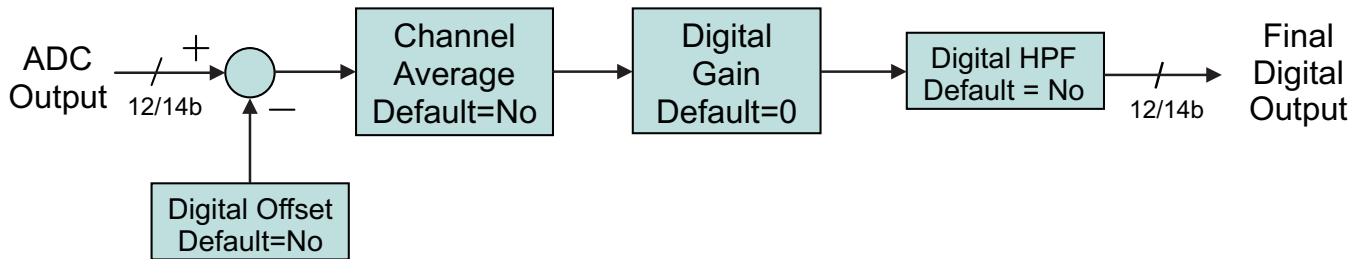 ADC
Output
12/14b
+
−
Digital Offset
Default=No
Channel
Average
Default=No
Digital
Gain
Default=0
Digital HPF
Default = No
12/14b
Final
Digital
Output